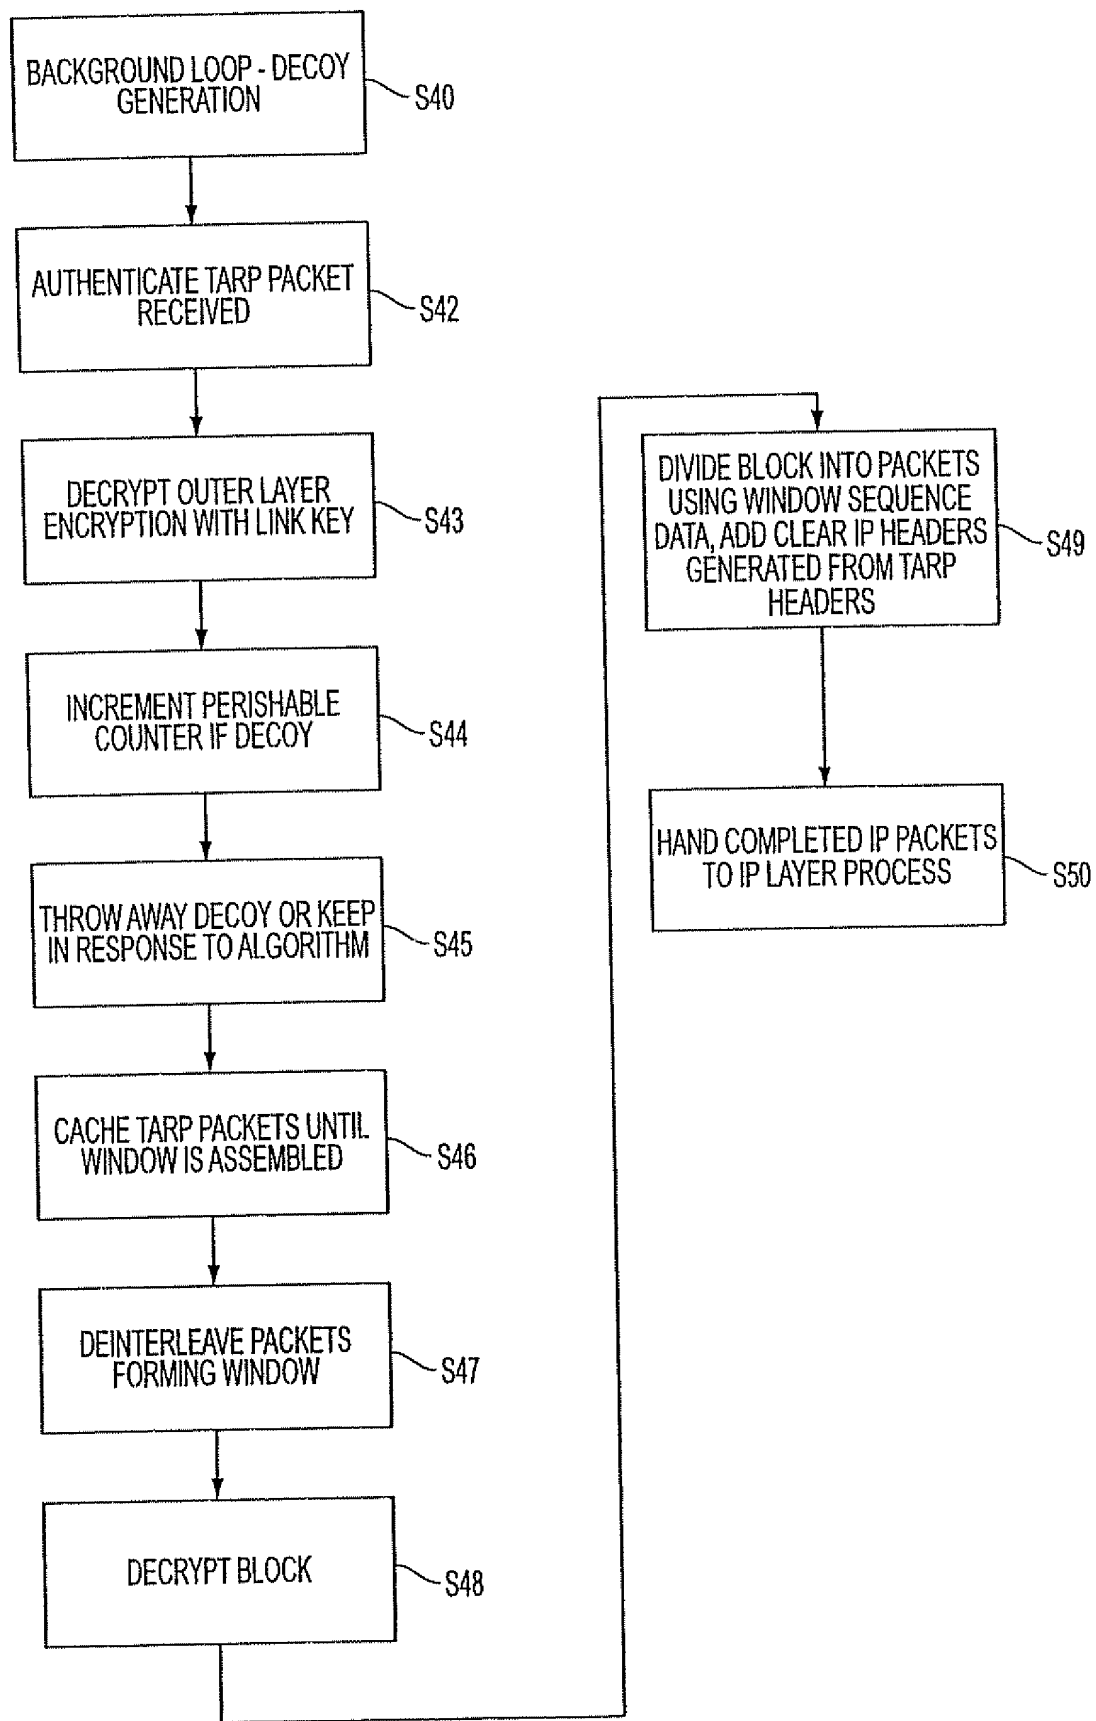 BACKGROUND LOOP - DECOY
GENERATION
S40
AUTHENTICATE TARP PACKET
RECEIVED
S42
DECRYPT OUTER LAYER
ENCRYPTION WITH LINK KEY
S43
INCREMENT PERISHABLE
COUNTER IF DECOY
S44
THROW AWAY DECOY OR KEEP
IN RESPONSE TO ALGORITHM
S45
CACHE TARP PACKETS UNTIL
WINDOW IS ASSEMBLED
S46
DEINTERLEAVE PACKETS
FORMING WINDOW
S47
DECRYPT BLOCK
S48
DIVIDE BLOCK INTO PACKETS
USING WINDOW SEQUENCE
DATA, ADD CLEAR IP HEADERS
GENERATED FROM TARP
HEADERS
S49
HAND COMPLETED IP PACKETS
TO IP LAYER PROCESS
S50